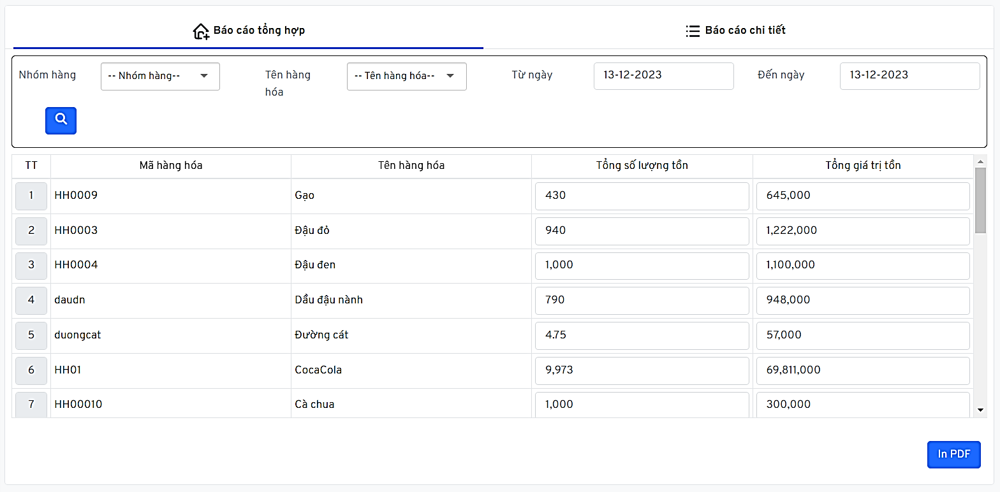 Báo cáo tổng hợp
Báo cáo chi tiết
Nhóm hàng
-- Nhóm hàng--
Tên hàng
hóa
-- Tên hàng hóa--
Từ ngày
13-12-2023
Đến ngày
13-12-2023
TT Mã hàng hóa Tên hàng hóa Tổng số lượng tồn Tổng giá trị tồn
1 HH0009 Gạo 430 645,000
2 HH0003 Đậu đỏ 940 1,222,000
3 HH0004 Đậu đen 1,000 1,100,000
4 daudn Dầu đậu nành 790 948,000
5 duongcat Đường cát 4.75 57,000
6 HH01 CocaCola 9,973 69,811,000
7 HH00010 Cà chua 1,000 300,000
In PDF